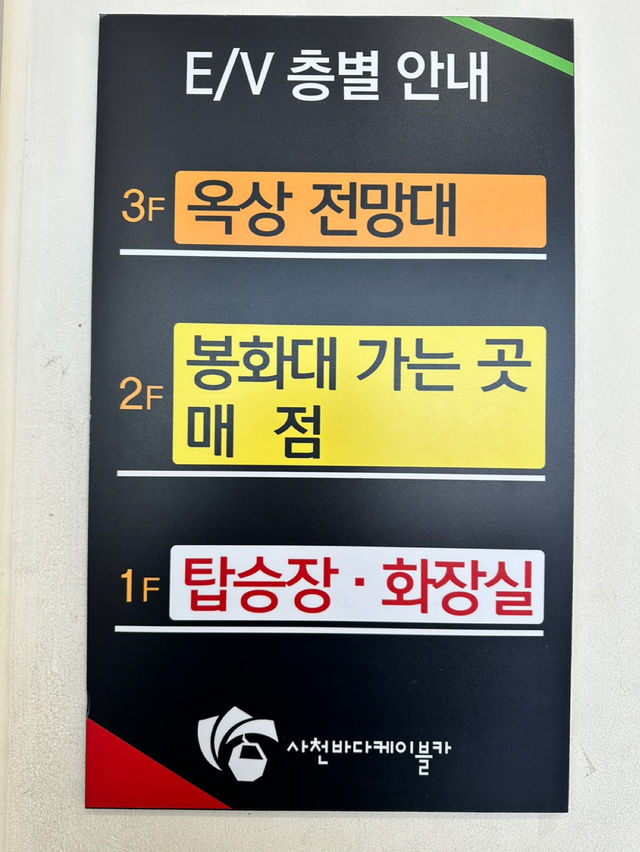 E/V 층별 안내
3F 옥상 전망대
2F 봉화대 가는 곳
매 점
1F 탑승장 · 화장실
사천바다케이블카